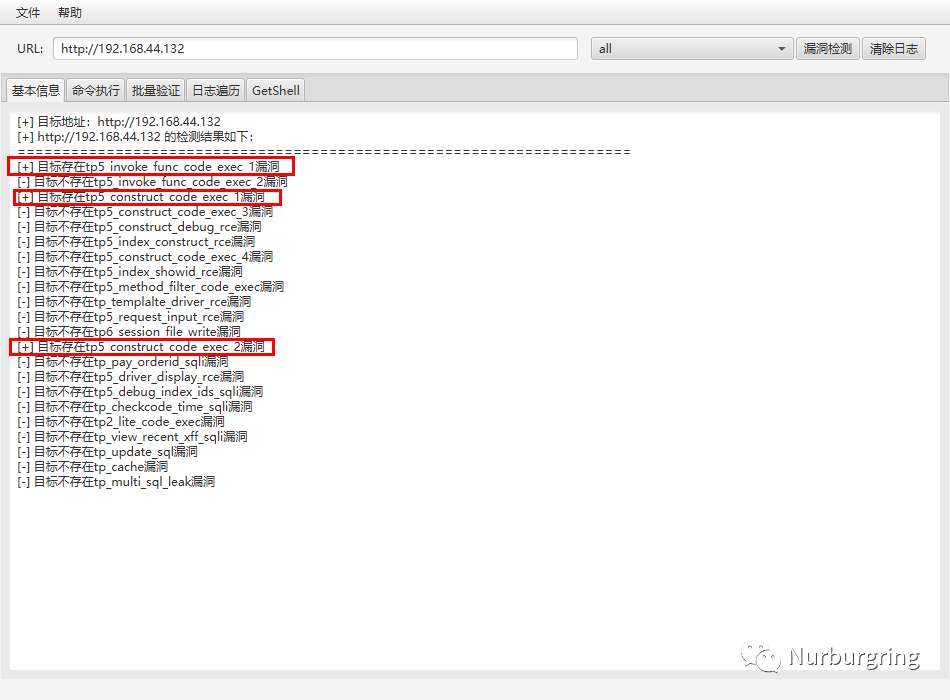 文件 帮助
URL: http://192.168.44.132 all 漏洞检测 清除日志
基本信息 命令执行 批量验证 日志遍历 GetShell
[+] 目标地址：http://192.168.44.132
[+] http://192.168.44.132 的检测结果如下：
=====================================================================
[+] 目标存在tp5_invoke_func_code_exec_1漏洞
[-] 目标不存在tp5_invoke_func_code_exec_2漏洞
[+] 目标存在tp5_construct_code_exec_1漏洞
[-] 目标不存在tp5_construct_code_exec_3漏洞
[-] 目标不存在tp5_construct_debug_rce漏洞
[-] 目标不存在tp5_index_construct_rce漏洞
[-] 目标不存在tp5_construct_code_exec_4漏洞
[-] 目标不存在tp5_index_showid_rce漏洞
[-] 目标不存在tp5_method_filter_code_exec漏洞
[-] 目标不存在tp_templalte_driver_rce漏洞
[-] 目标不存在tp5_request_input_rce漏洞
[-] 目标不存在tp6_session_file_write漏洞
[+] 目标存在tp5_construct_code_exec_2漏洞
[-] 目标不存在tp_pay_orderid_sqli漏洞
[-] 目标不存在tp5_driver_display_rce漏洞
[-] 目标不存在tp5_debug_index_ids_sqli漏洞
[-] 目标不存在tp_checkcode_time_sqli漏洞
[-] 目标不存在tp2_lite_code_exec漏洞
[-] 目标不存在tp_view_recent_xff_sqli漏洞
[-] 目标不存在tp_update_sql漏洞
[-] 目标不存在tp_cache漏洞
[-] 目标不存在tp_multi_sql_leak漏洞
Nurburgring